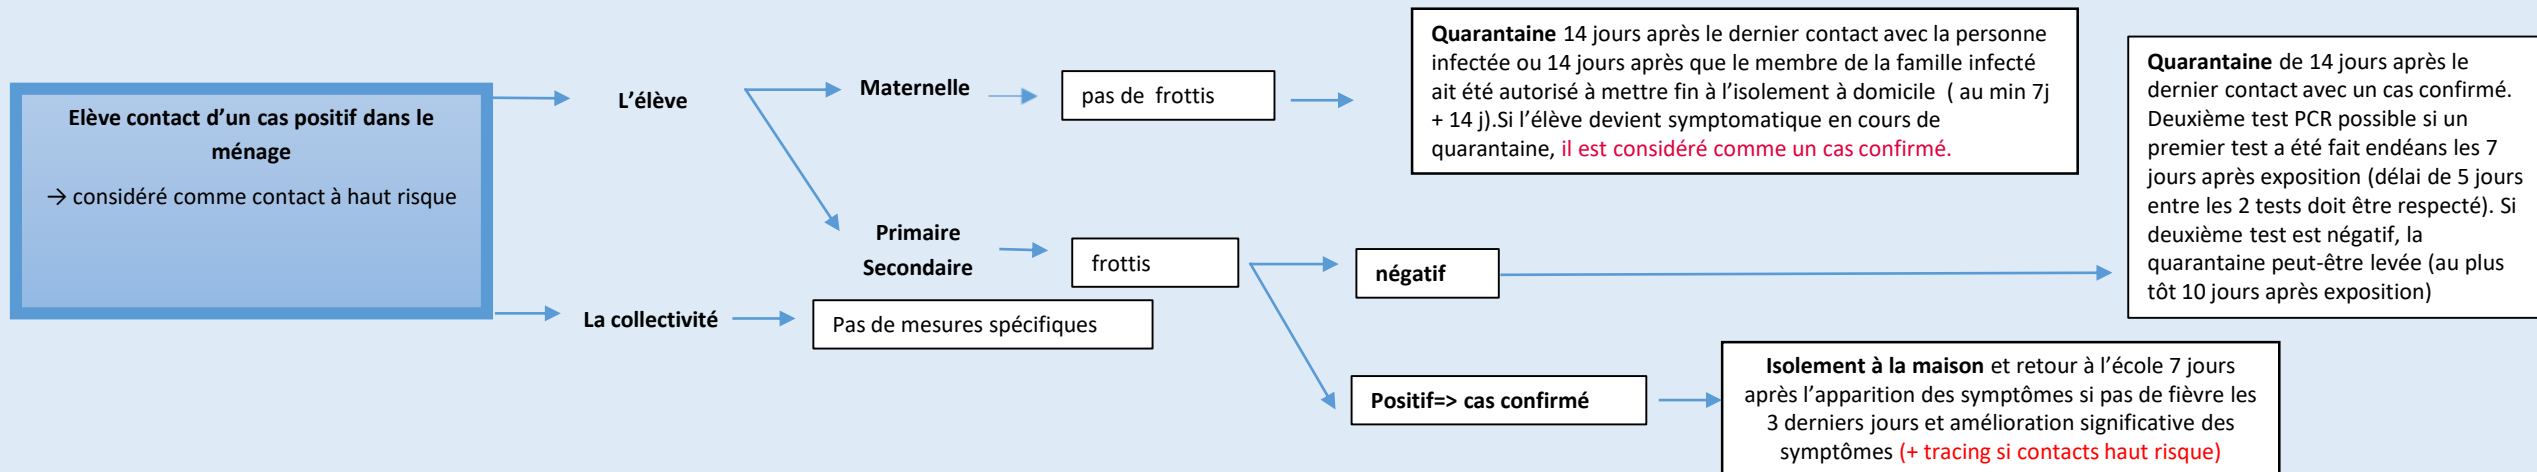 Elève contact d’un cas positif dans le
ménage
→ considéré comme contact à haut risque
L’élève
Maternelle
pas de frottis
Quarantaine 14 jours après le dernier contact avec la personne
infectée ou 14 jours après que le membre de la famille infecté
ait été autorisé à mettre fin à l’isolement à domicile ( au min 7j
+ 14 j).Si l’élève devient symptomatique en cours de
quarantaine, il est considéré comme un cas confirmé.
Primaire
Secondaire
frottis
négatif
Quarantaine de 14 jours après le
dernier contact avec un cas confirmé.
Deuxième test PCR possible si un
premier test a été fait endéans les 7
jours après exposition (délai de 5 jours
entre les 2 tests doit être respecté). Si
deuxième test est négatif, la
quarantaine peut-être levée (au plus
tôt 10 jours après exposition)
Positif=> cas confirmé
Isolement à la maison et retour à l’école 7 jours
après l’apparition des symptômes si pas de fièvre les
3 derniers jours et amélioration significative des
symptômes (+ tracing si contacts haut risque)
La collectivité
Pas de mesures spécifiques